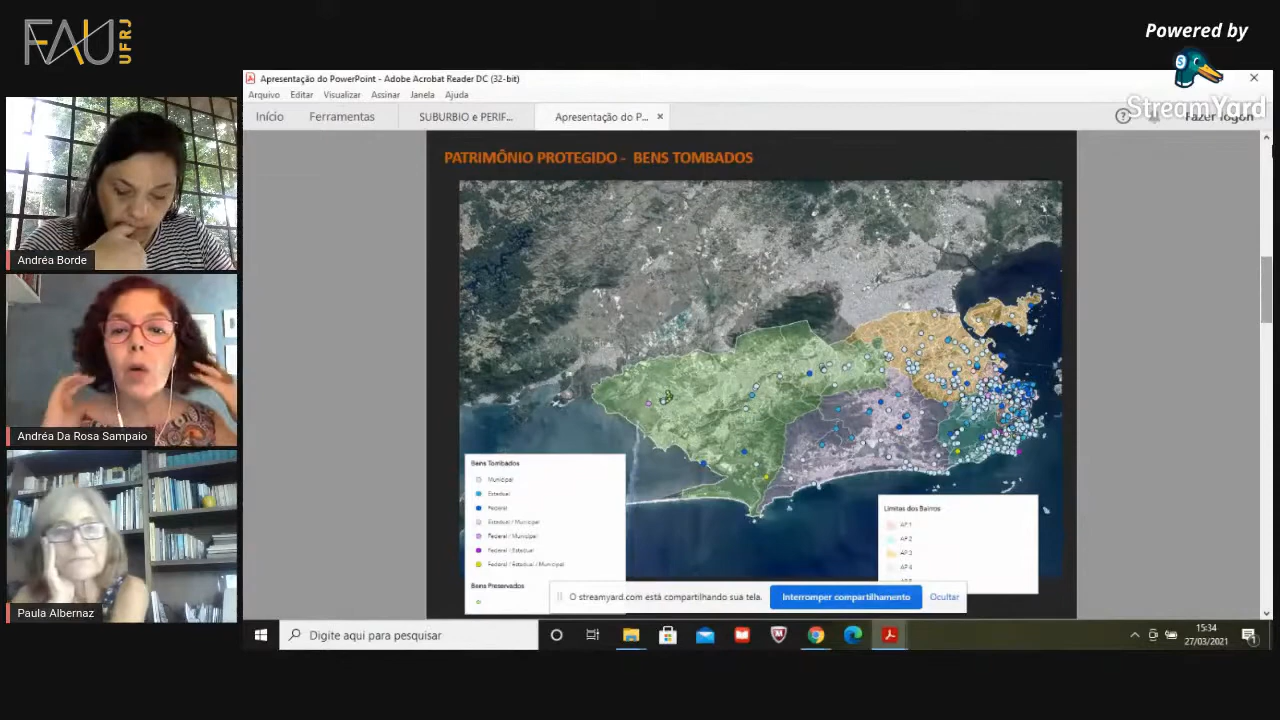 FAU UFRJ
Powered by
StreamYard
Apresentação do PowerPoint - Adobe Acrobat Reader DC (32-bit)
Arquivo Editar Visualizar Assinar Janela Ajuda
Início Ferramentas SUBURBIO e PERIF... Apresentação do P... × ? Fazer logon
PATRIMÔNIO PROTEGIDO - BENS TOMBADOS
Andréa Borde
Andréa Da Rosa Sampaio
Paula Albernaz
Bens Tombados
Municipal
Estadual
Federal
Estadual / Municipal
Federal / Municipal
Federal / Estadual
Federal / Estadual / Municipal
Bens Preservados
Limites dos Bairros
AP 1
AP 2
AP 3
AP 4
O streamyard.com está compartilhando sua tela. Interromper compartilhamento Ocultar
Digite aqui para pesquisar
15:34
27/03/2021